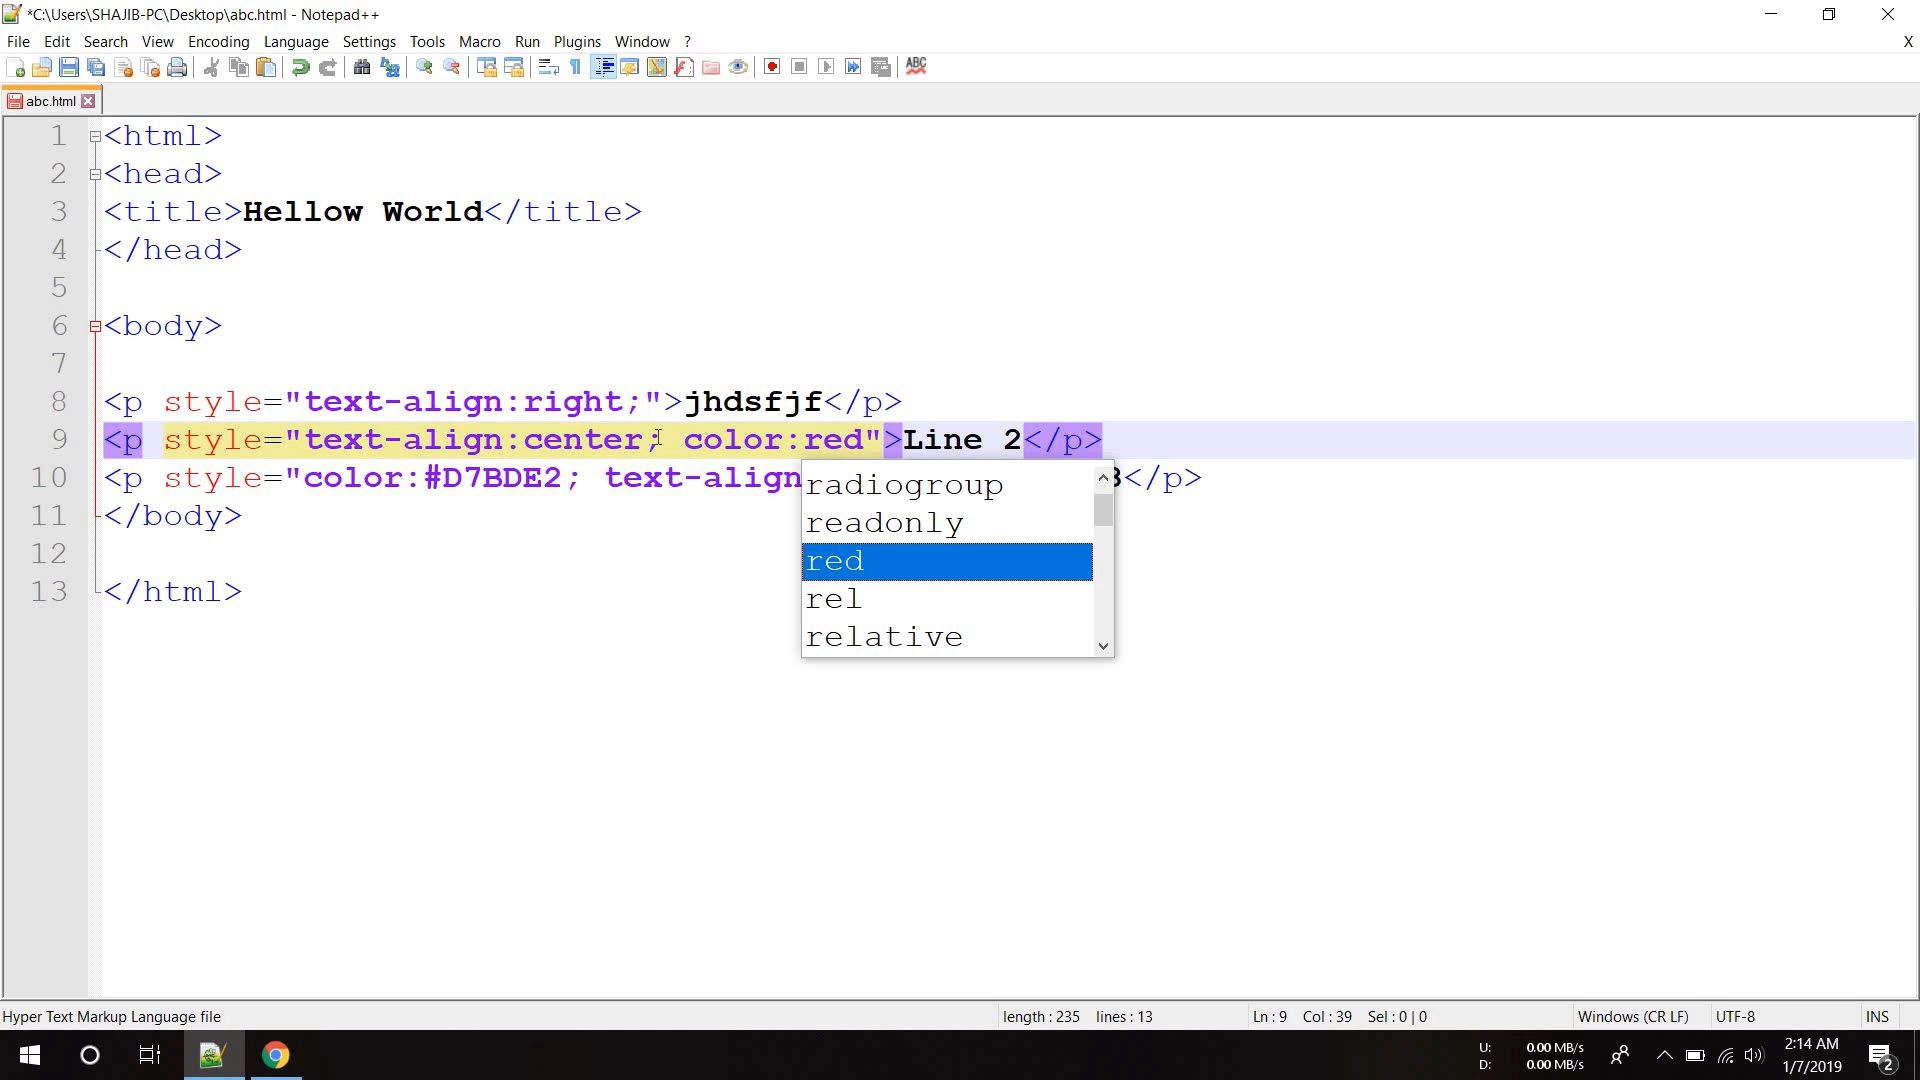 *C:\Users\SHAJIB-PC\Desktop\abc.html - Notepad++
File Edit Search View Encoding Language Settings Tools Macro Run Plugins Window ? X
ABC
abc.html
1 <html>
2 <head>
3 <title>Hellow World</title>
4 </head>
5
6 <body>
7
8 <p style="text-align:right;">jhdsfjf</p>
9 <p style="text-align:center; color:red">Line 2</p>
10 <p style="color:#D7BDE2; text-align 3</p>
11 </body>
12
13 </html>
radiogroup
readonly
red
rel
relative
Hyper Text Markup Language file length : 235 lines : 13 Ln : 9 Col : 39 Sel : 0 | 0 Windows (CR LF) UTF-8 INS
U: 0.00 MB/s
D: 0.00 MB/s
2:14 AM
1/7/2019
2